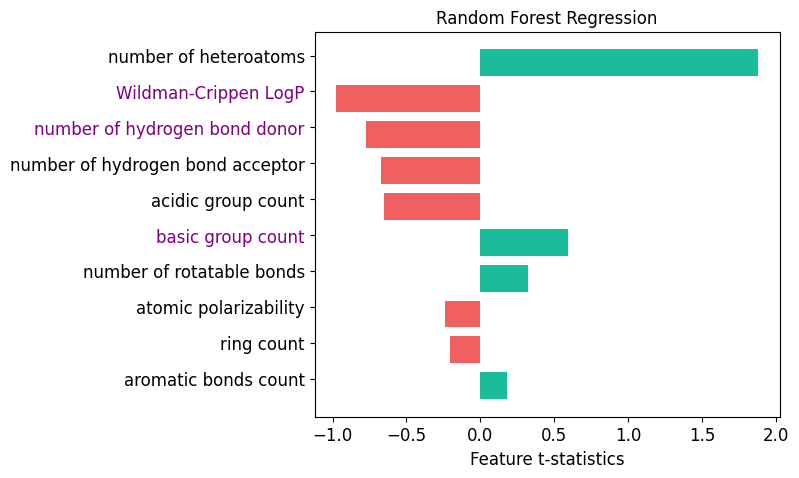 Random Forest Regression
number of heteroatoms
Wildman-Crippen LogP
number of hydrogen bond donor
number of hydrogen bond acceptor
acidic group count
basic group count
number of rotatable bonds
atomic polarizability
ring count
aromatic bonds count
−1.0 −0.5 0.0 0.5 1.0 1.5 2.0
Feature t-statistics